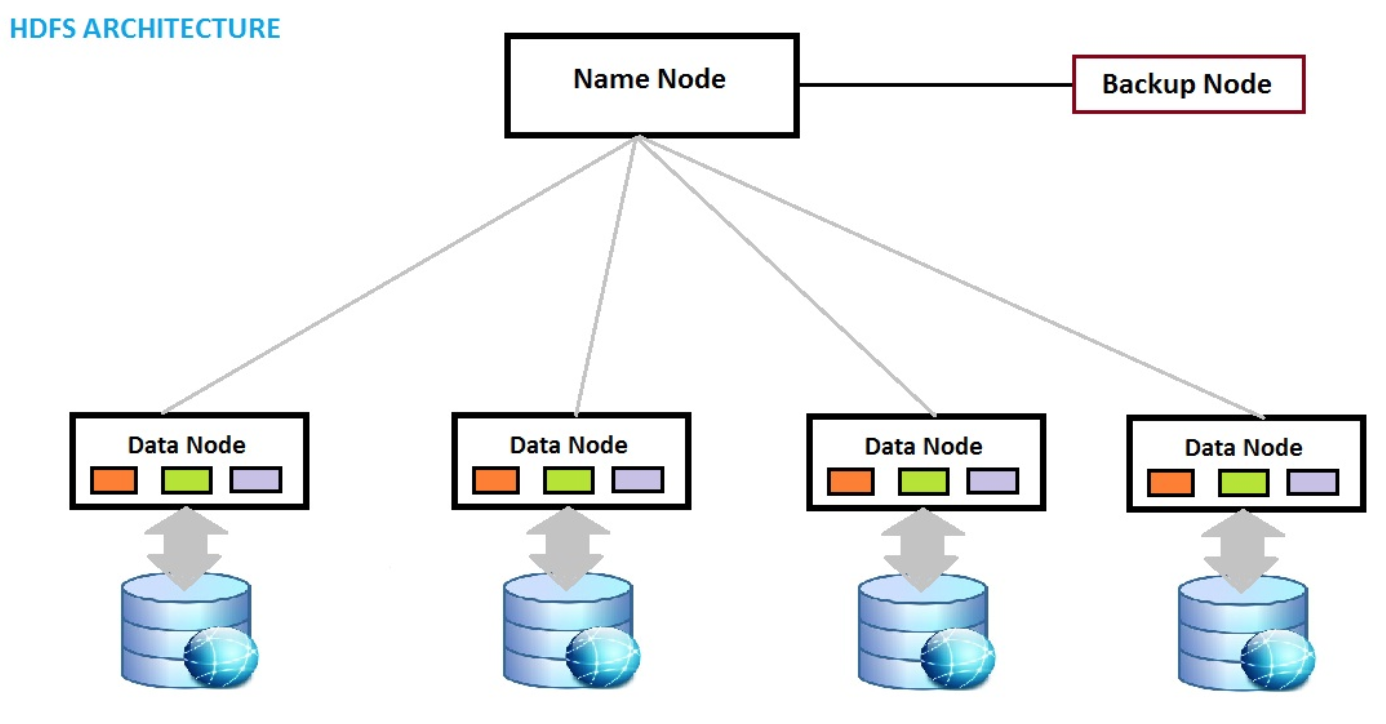 HDFS ARCHITECTURE
Name Node
Backup Node
Data Node
Data Node
Data Node
Data Node